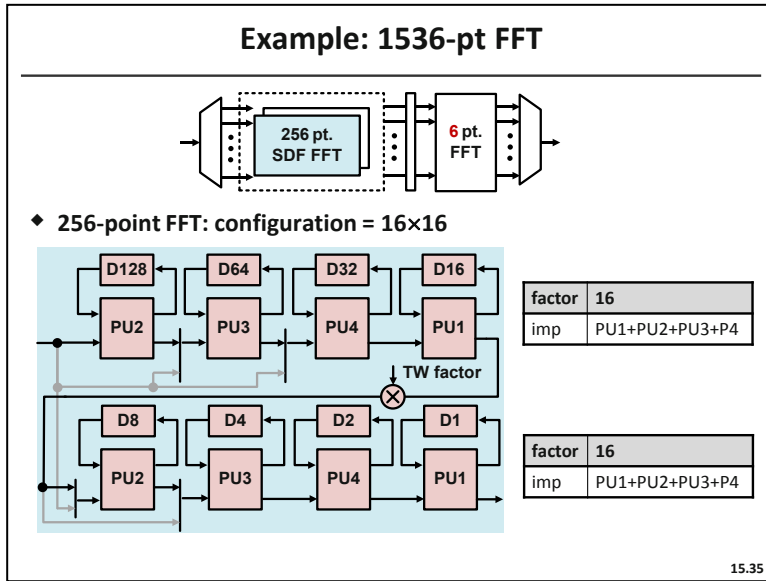 Example: 1536-pt FFT
256 pt.
SDF FFT
6 pt.
FFT
◆ 256-point FFT: configuration = 16×16
D128 D64 D32 D16
PU2 PU3 PU4 PU1
TW factor
D8 D4 D2 D1
PU2 PU3 PU4 PU1
factor 16
imp PU1+PU2+PU3+P4
factor 16
imp PU1+PU2+PU3+P4
15.35